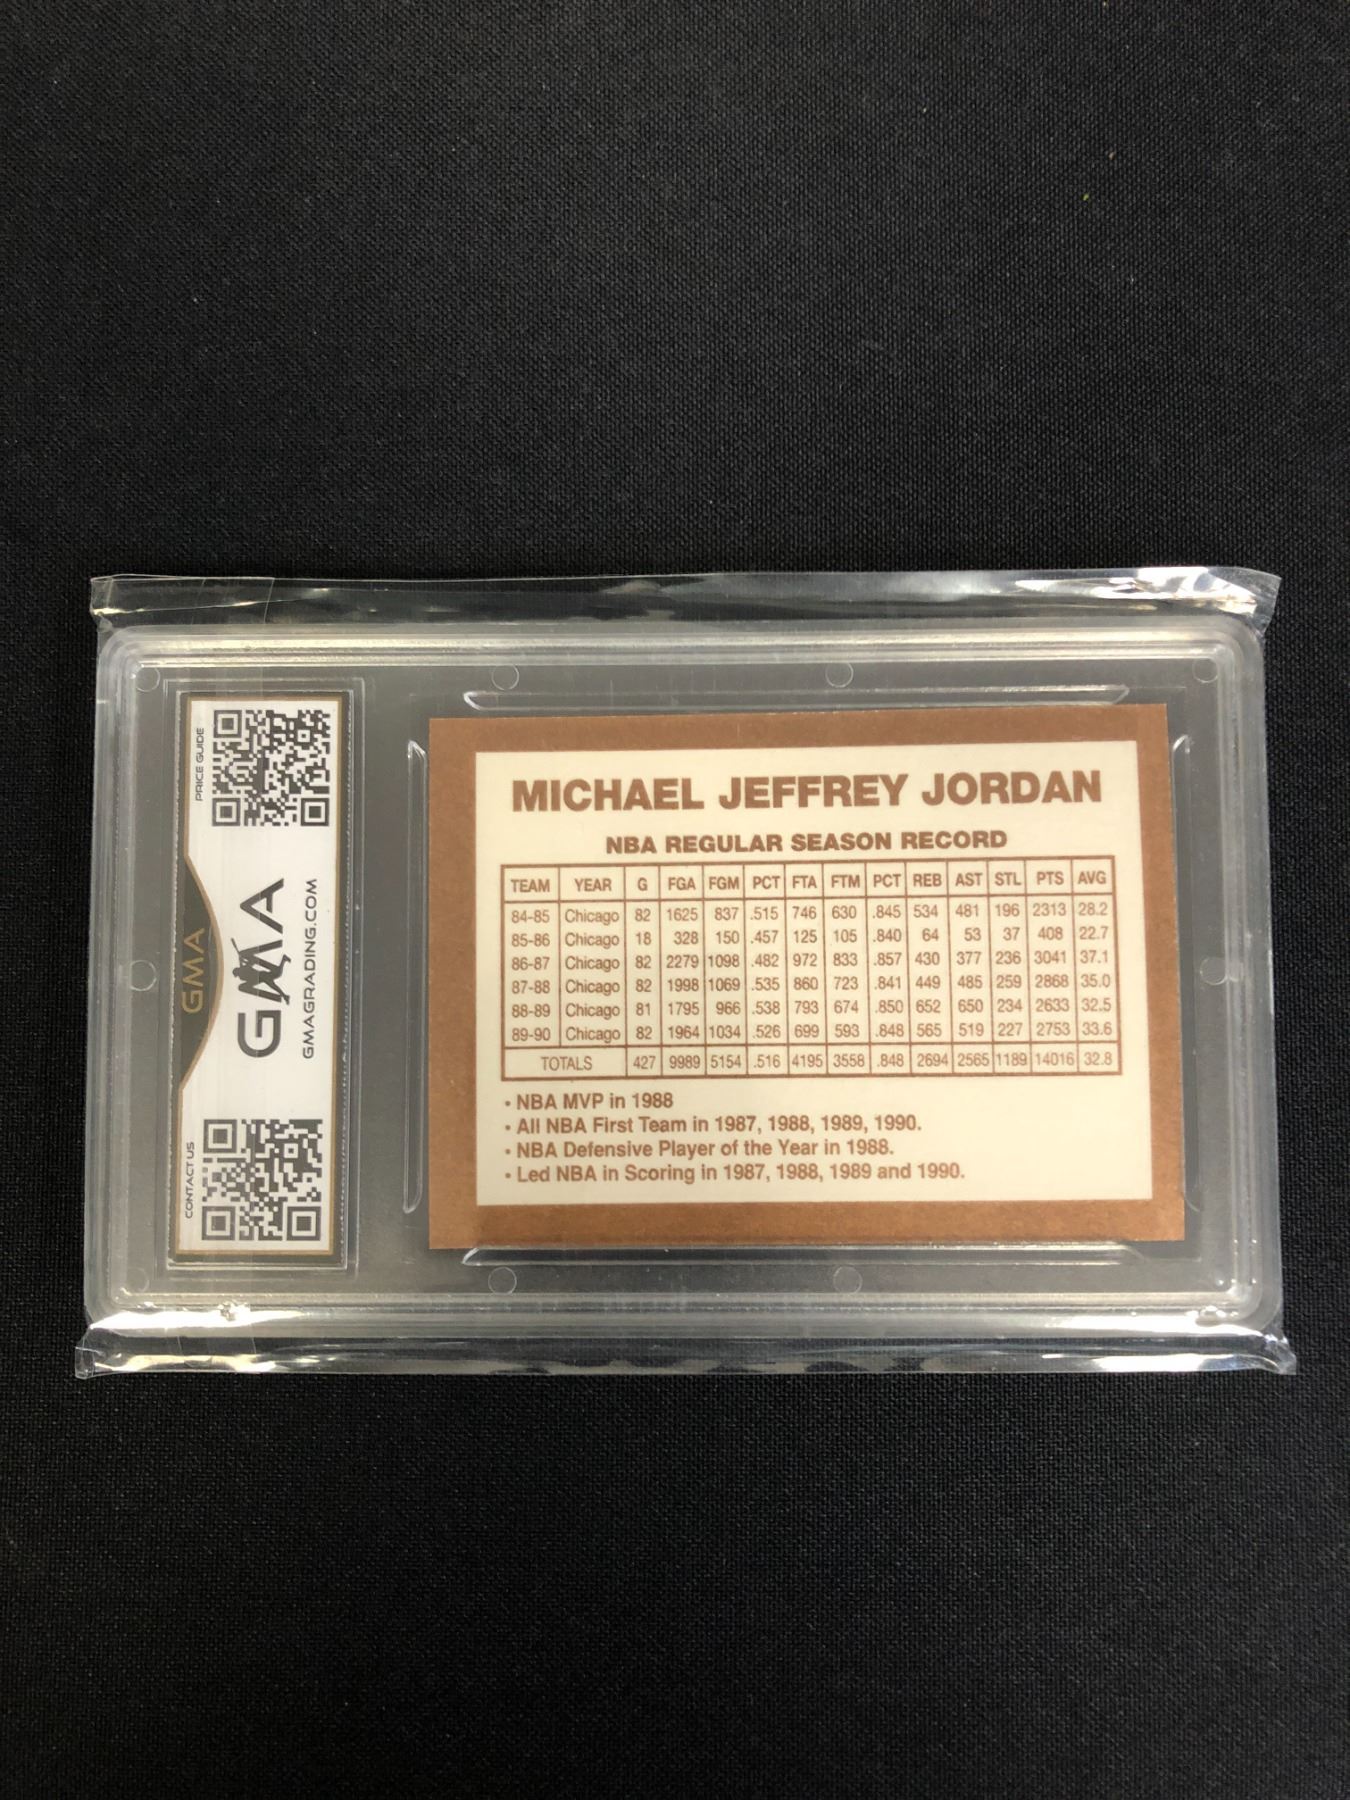 PRICE GUIDE
GMA
GMA
GMAGRADING.COM
CONTACT US
MICHAEL JEFFREY JORDAN
NBA REGULAR SEASON RECORD
TEAM YEAR G FGA FGM PCT FTA FTM PCT REB AST STL PTS AVG
84-85 Chicago 82 1625 837 .515 746 630 .845 534 481 196 2313 28.2
85-86 Chicago 18 328 150 .457 125 105 .840 64 53 37 408 22.7
86-87 Chicago 82 2279 1098 .482 972 833 .857 430 377 236 3041 37.1
87-88 Chicago 82 1998 1069 .535 860 723 .841 449 485 259 2868 35.0
88-89 Chicago 81 1795 966 .538 793 674 .850 652 650 234 2633 32.5
89-90 Chicago 82 1964 1034 .526 699 593 .848 565 519 227 2753 33.6
TOTALS 427 9989 5154 .516 4195 3558 .848 2694 2565 1189 14016 32.8
• NBA MVP in 1988
• All NBA First Team in 1987, 1988, 1989, 1990.
• NBA Defensive Player of the Year in 1988.
• Led NBA in Scoring in 1987, 1988, 1989 and 1990.